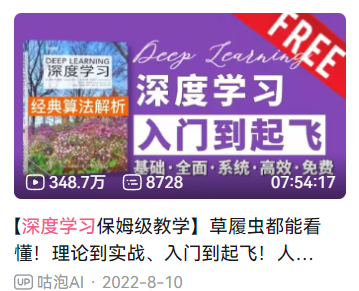 FREE
Deep Learning
DEEP LEARNING
深度学习
经典算法解析
深度学习
入门到起飞
基础·全面·系统·高效·免费
348.7万 8728 07:54:17
【深度学习保姆级教学】草履虫都能看
懂！理论到实战、入门到起飞！人...
UP 咕泡AI · 2022-8-10